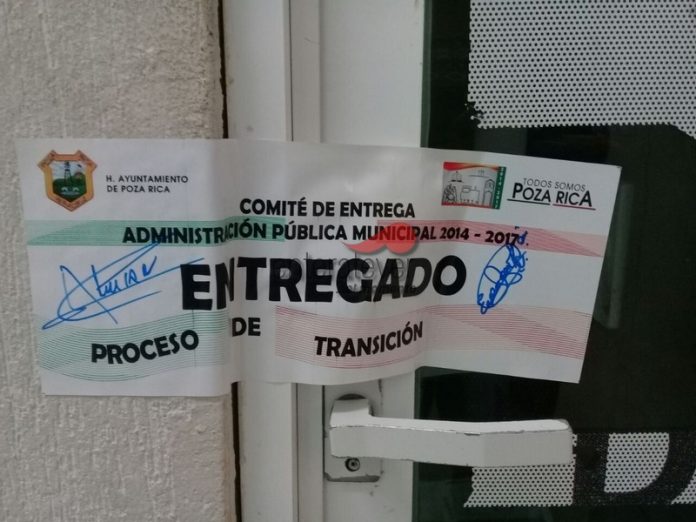 H. AYUNTAMIENTO
DE POZA RICA
TODOS SOMOS
POZA RICA
COMITÉ DE ENTREGA
ADMINISTRACIÓN PÚBLICA MUNICIPAL 2014 - 2017
ENTREGADO
PROCESO DE TRANSICIÓN